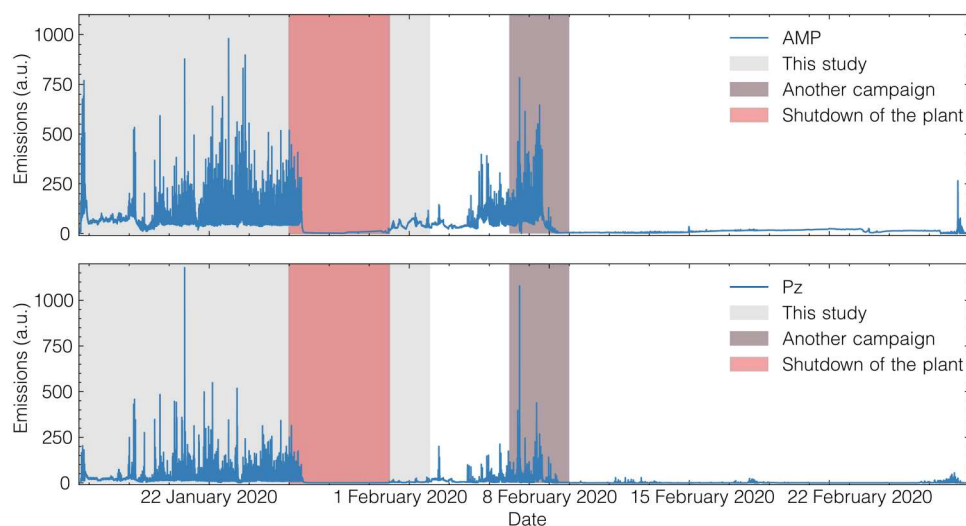 1000
750
500
250
0
Emissions (a.u.)
AMP
This study
Another campaign
Shutdown of the plant
1000
750
500
250
0
Emissions (a.u.)
Pz
This study
Another campaign
Shutdown of the plant
22 January 2020
1 February 2020
8 February 2020
15 February 2020
22 February 2020
Date